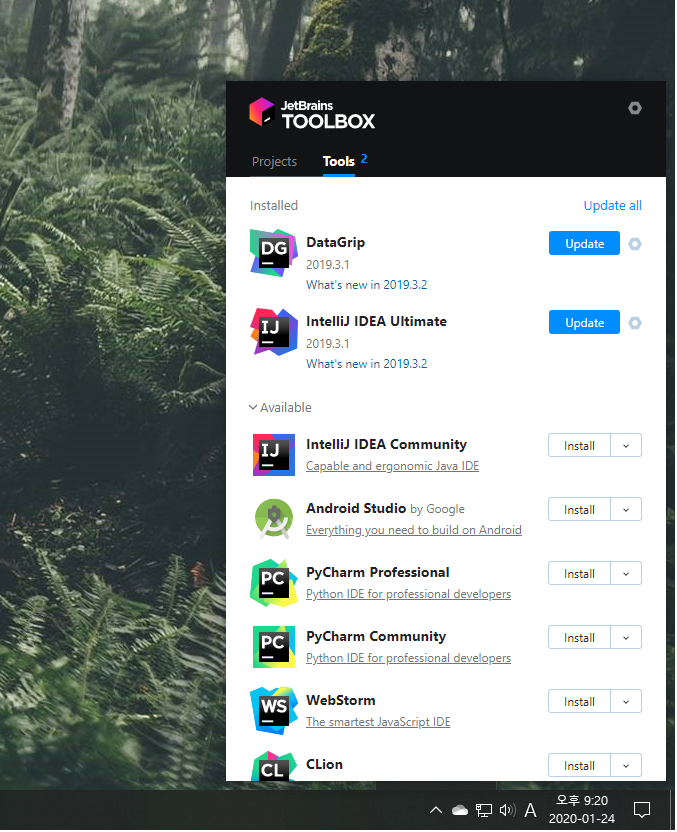 JetBrains
TOOLBOX
Projects
Tools 2
Installed
Update all
DG
DataGrip
2019.3.1
What's new in 2019.3.2
Update
IJ
IntelliJ IDEA Ultimate
2019.3.1
What's new in 2019.3.2
Update
Available
IJ
IntelliJ IDEA Community
Capable and ergonomic Java IDE
Install
Android Studio by Google
Everything you need to build on Android
Install
PC
PyCharm Professional
Python IDE for professional developers
Install
PC
PyCharm Community
Python IDE for professional developers
Install
WS
WebStorm
The smartest JavaScript IDE
Install
CL
CLion
Install
A
오후 9:20
2020-01-24